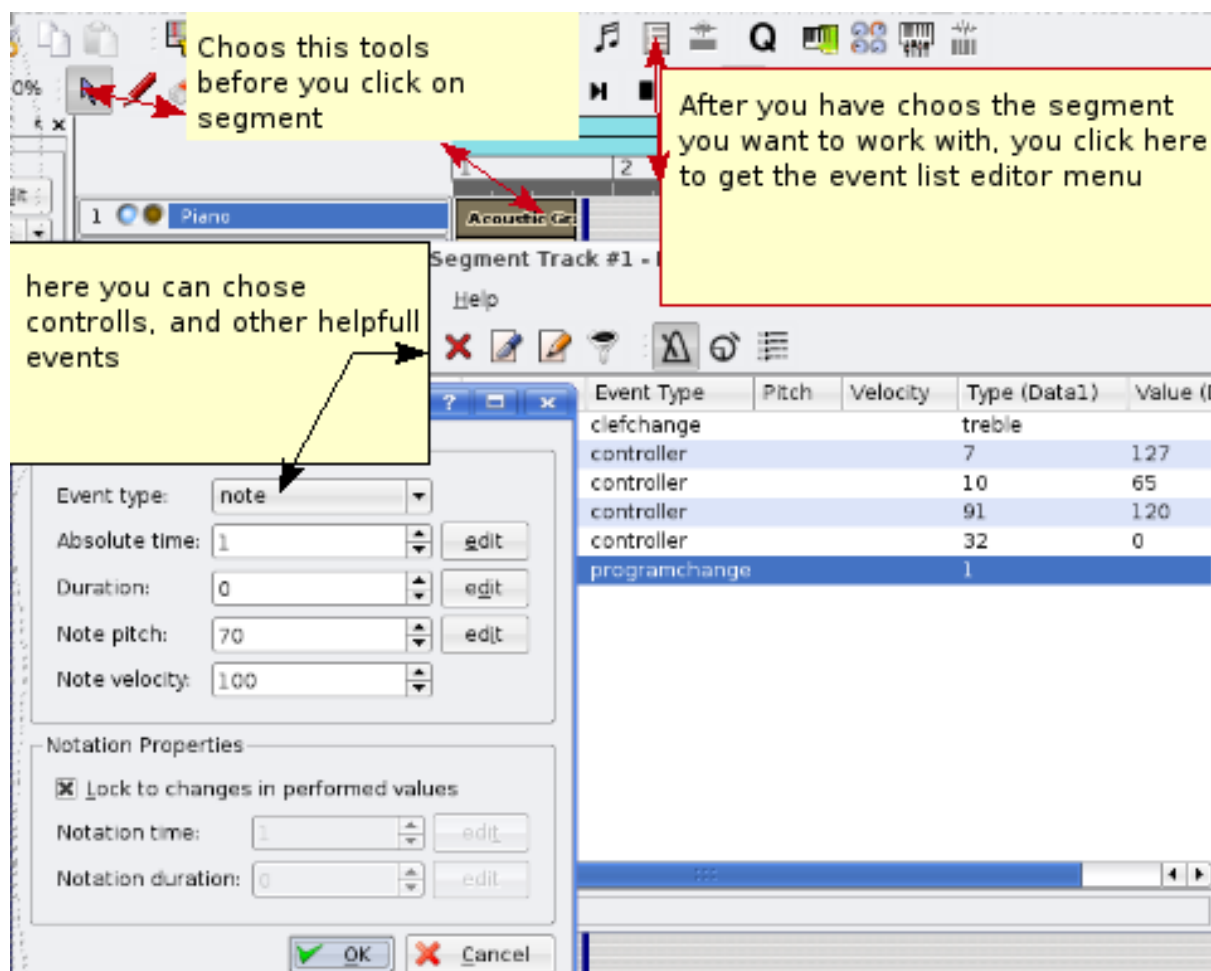 Choos this tools
before you click on
segment
0%
Q
After you have choos the segment
you want to work with, you click here
to get the event list editor menu
1
2
1 Piano
Acoustic
here you can chose
controlls, and other helpfull
events
Segment Track #1 -
Help
Event Type Pitch Velocity Type (Data1) Value
clefchange treble
controller 7 127
controller 10 65
controller 91 120
controller 32 0
programchange 1
?
Event type: note
Absolute time: 1 edit
Duration: 0 edit
Note pitch: 70 edit
Note velocity: 100
Notation Properties
Lock to changes in performed values
Notation time: 1 edit
Notation duration: 0 edit
OK Cancel